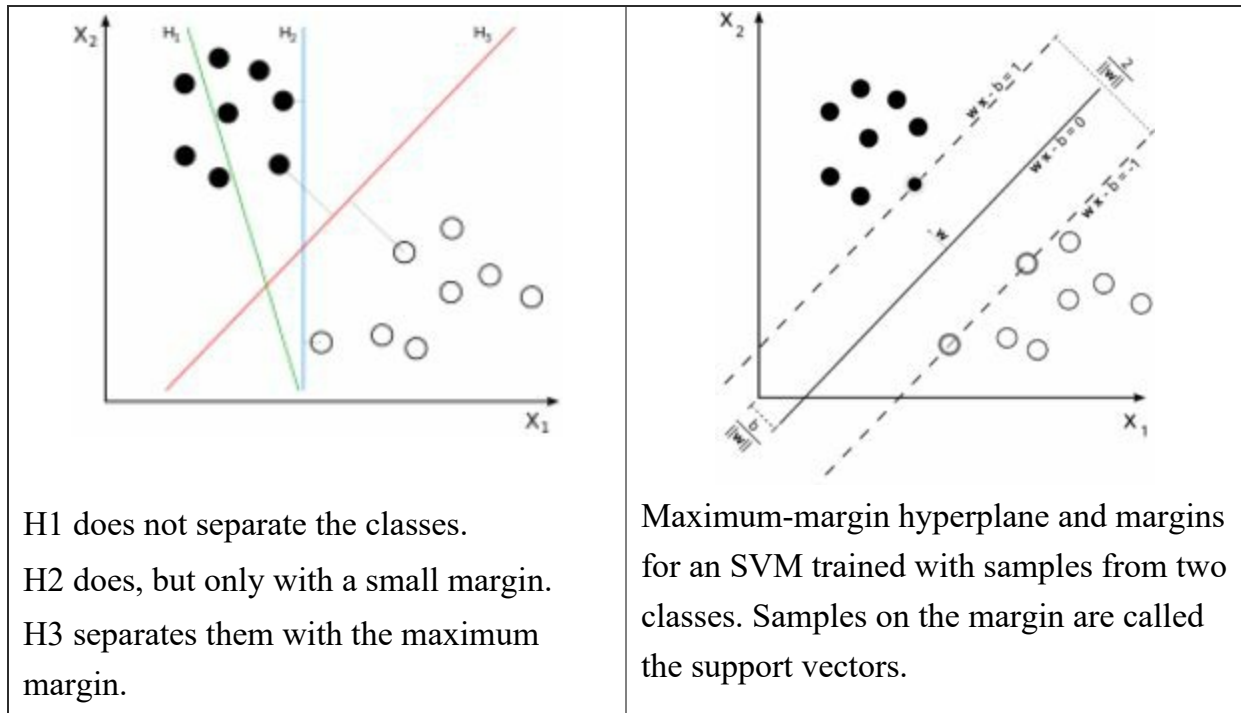 X₂
H₁
H₂
H₃
X₁
H1 does not separate the classes.
H2 does, but only with a small margin.
H3 separates them with the maximum
margin.
X₂
w x - b = 1
2
||w||
w x - b = 0
w x - b = -1
w
b
||w||
X₁
Maximum-margin hyperplane and margins
for an SVM trained with samples from two
classes. Samples on the margin are called
the support vectors.